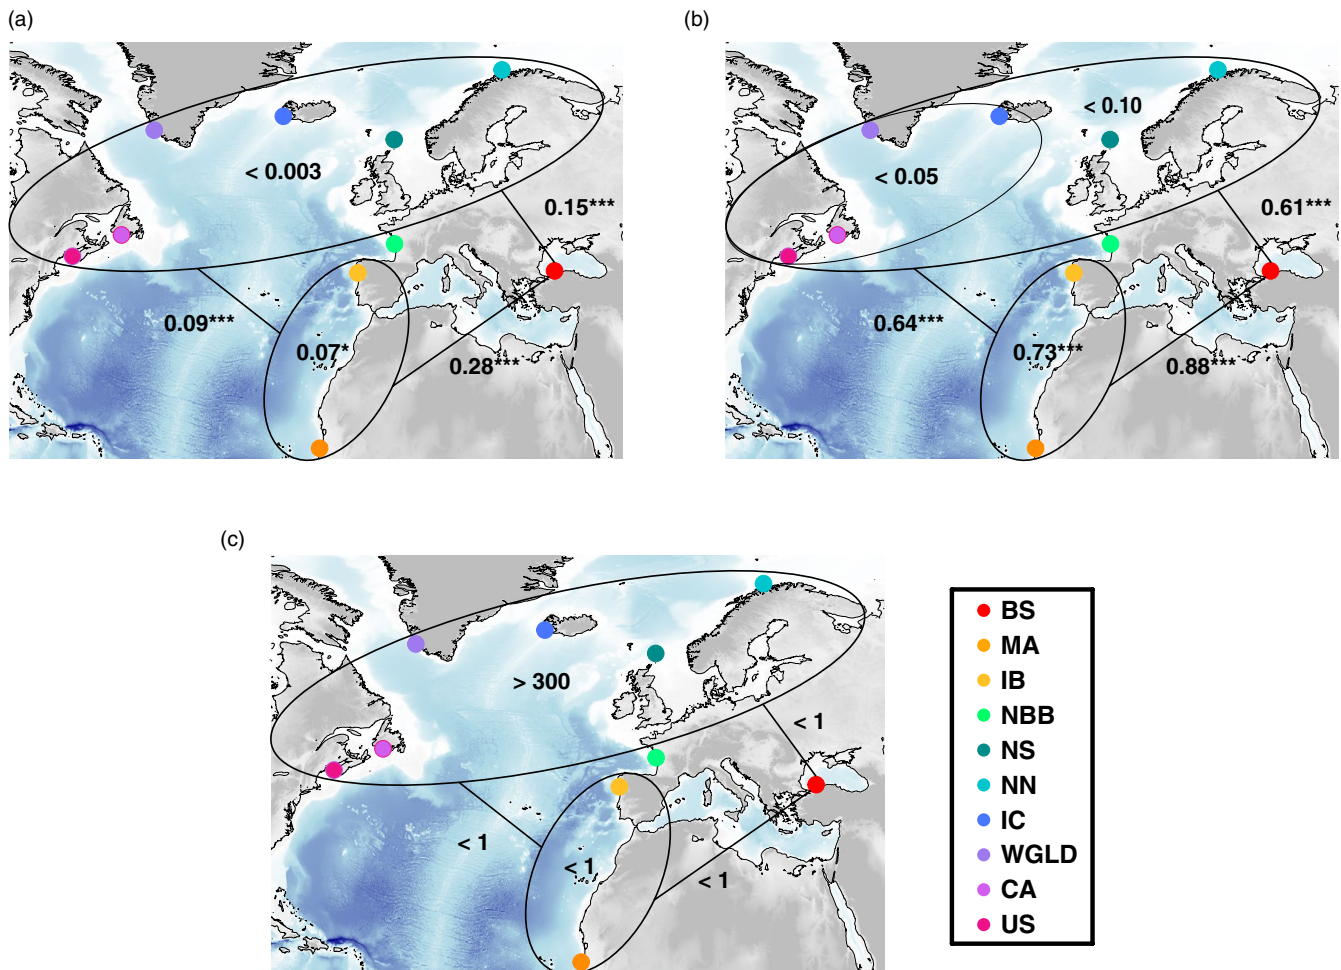 (a)
(b)
< 0.003
0.15***
0.09***
0.07*
0.28***
< 0.10
< 0.05
0.61***
0.64***
0.73***
0.88***
(c)
> 300
< 1
< 1
< 1
< 1
BS
MA
IB
NBB
NS
NN
IC
WGLD
CA
US